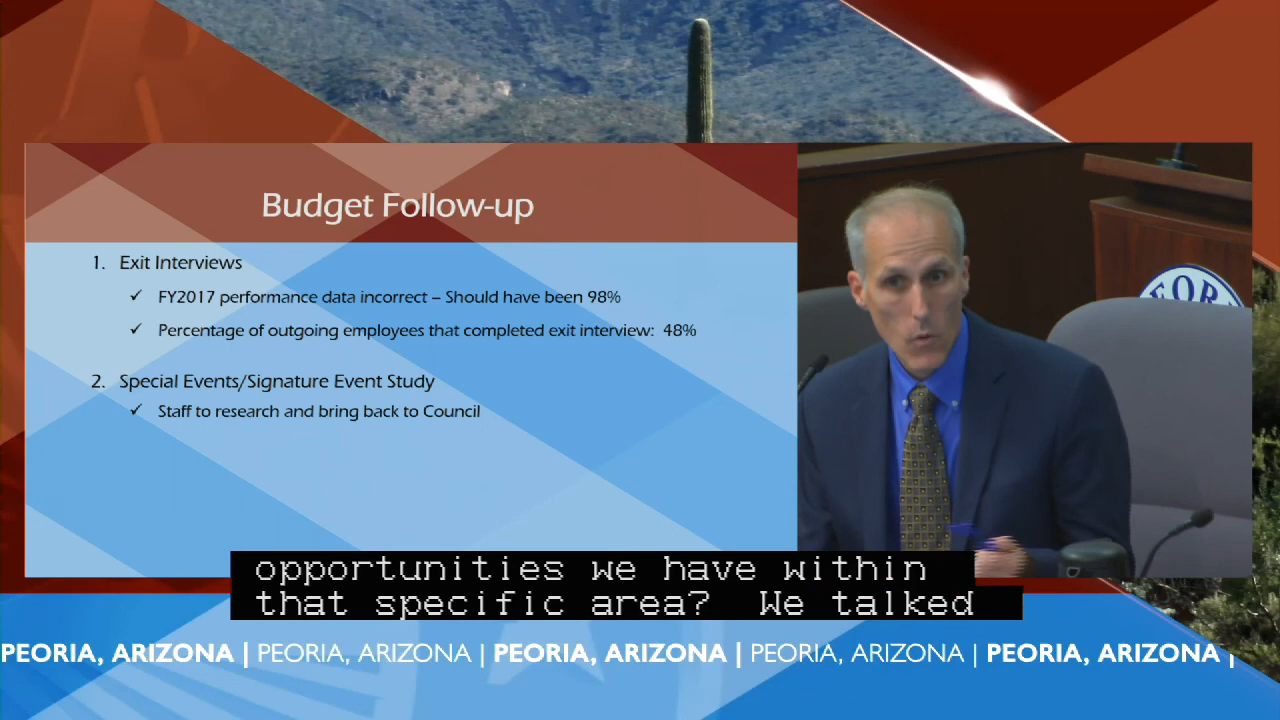 Budget Follow-up
1. Exit Interviews
✓ FY2017 performance data incorrect – Should have been 98%
✓ Percentage of outgoing employees that completed exit interview: 48%
2. Special Events/Signature Event Study
✓ Staff to research and bring back to Council
opportunities we have within
that specific area? We talked
PEORIA, ARIZONA | PEORIA, ARIZONA | PEORIA, ARIZONA | PEORIA, ARIZONA | PEORIA, ARIZONA |